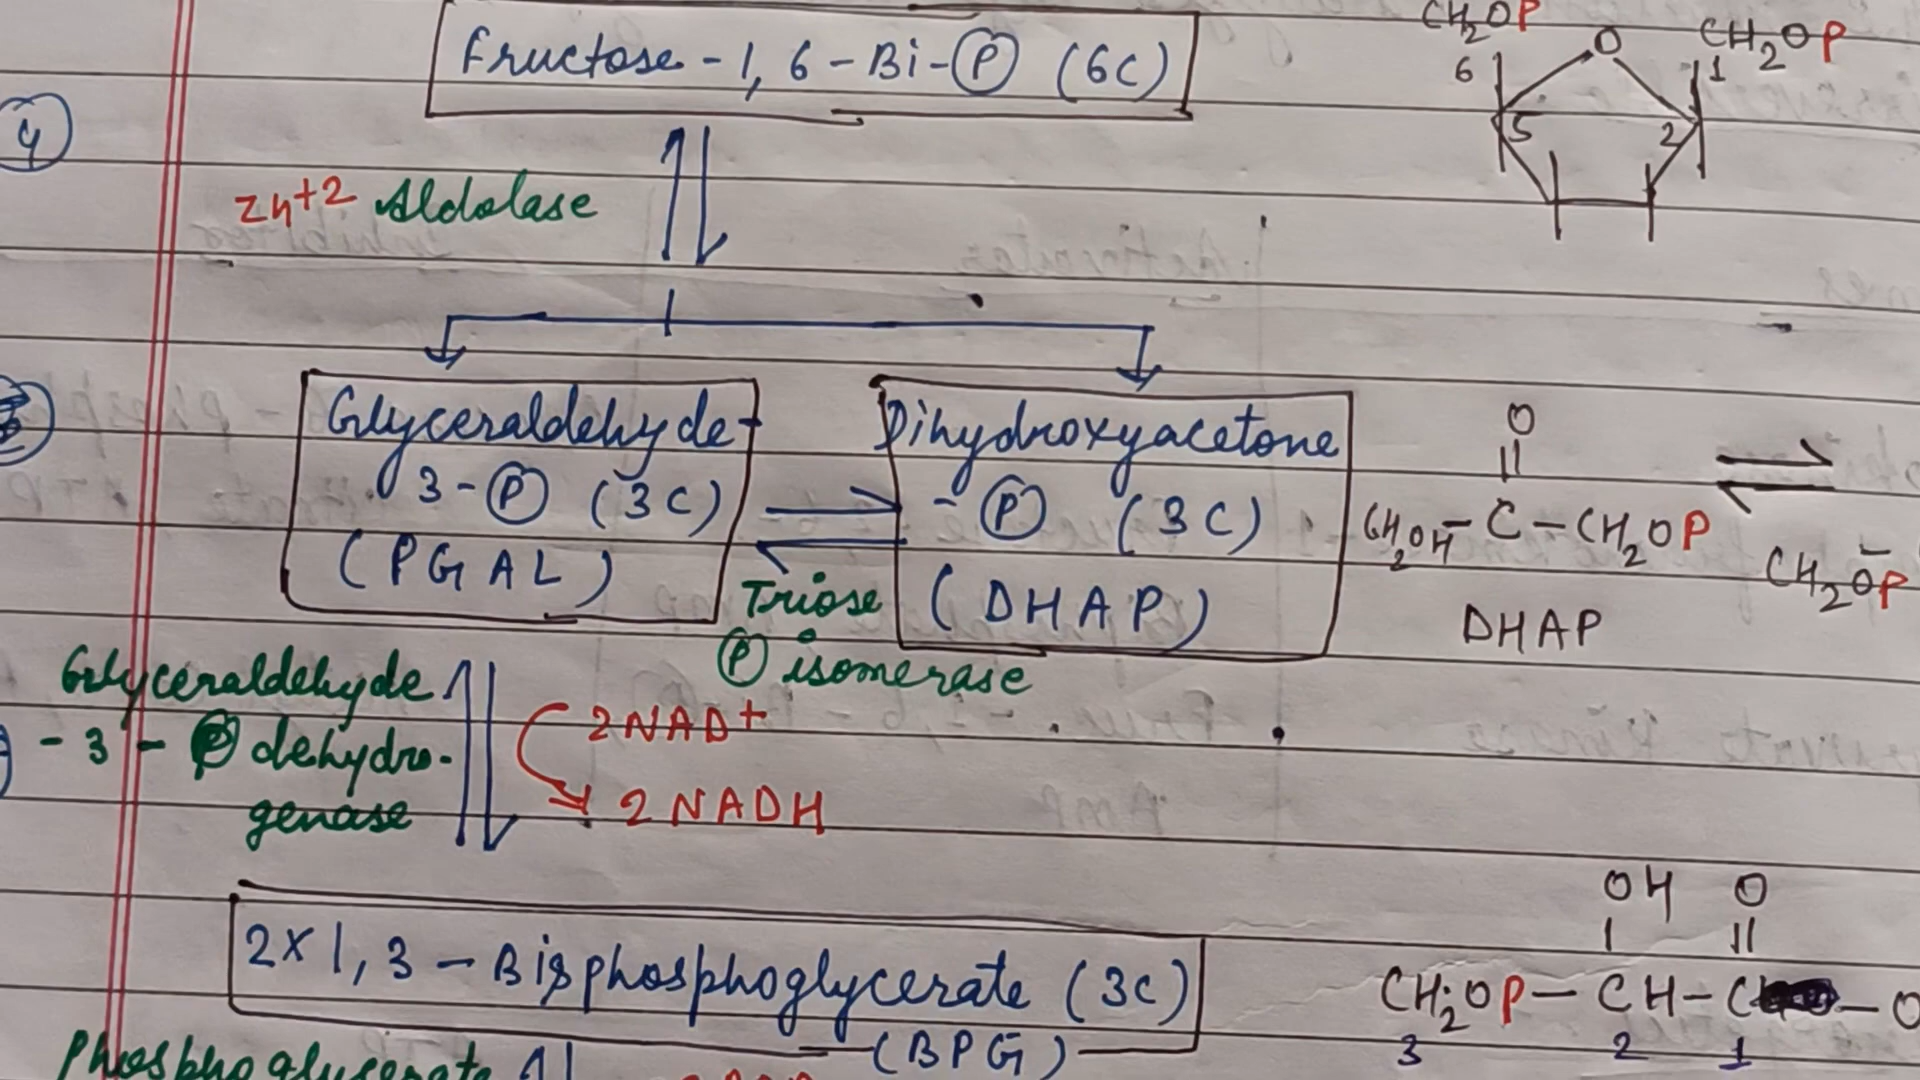 Fructose-1,6-Bi-Ⓟ (6C)
CH2OP
O
CH2OP
6
1
5
2
4
Zn+2 Aldolase
Glyceraldehyde-
3-Ⓟ (3C)
(PGAL)
Dihydroxyacetone
-Ⓟ (3C)
(DHAP)
Triose
Ⓟ isomerase
O
CH2OH-C-CH2OP
DHAP
CH2OP
Glyceraldehyde
-3-Ⓟ dehydro-
genase
2NAD+
2NADH
2x1,3-Bisphosphoglycerate (3C)
(BPG)
OH O
CH2OP-CH-C-O
3 2 1
Phosphoglycerate